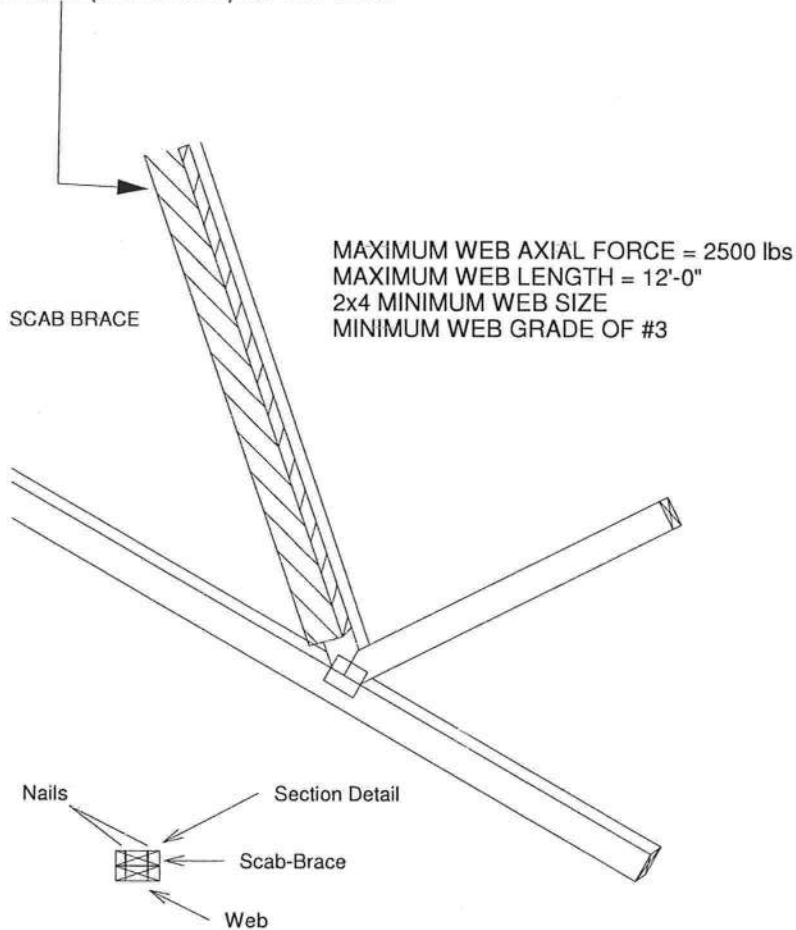 MAXIMUM WEB AXIAL FORCE = 2500 lbs
MAXIMUM WEB LENGTH = 12'-0"
2x4 MINIMUM WEB SIZE
MINIMUM WEB GRADE OF #3
SCAB BRACE
Nails
Section Detail
Scab-Brace
Web